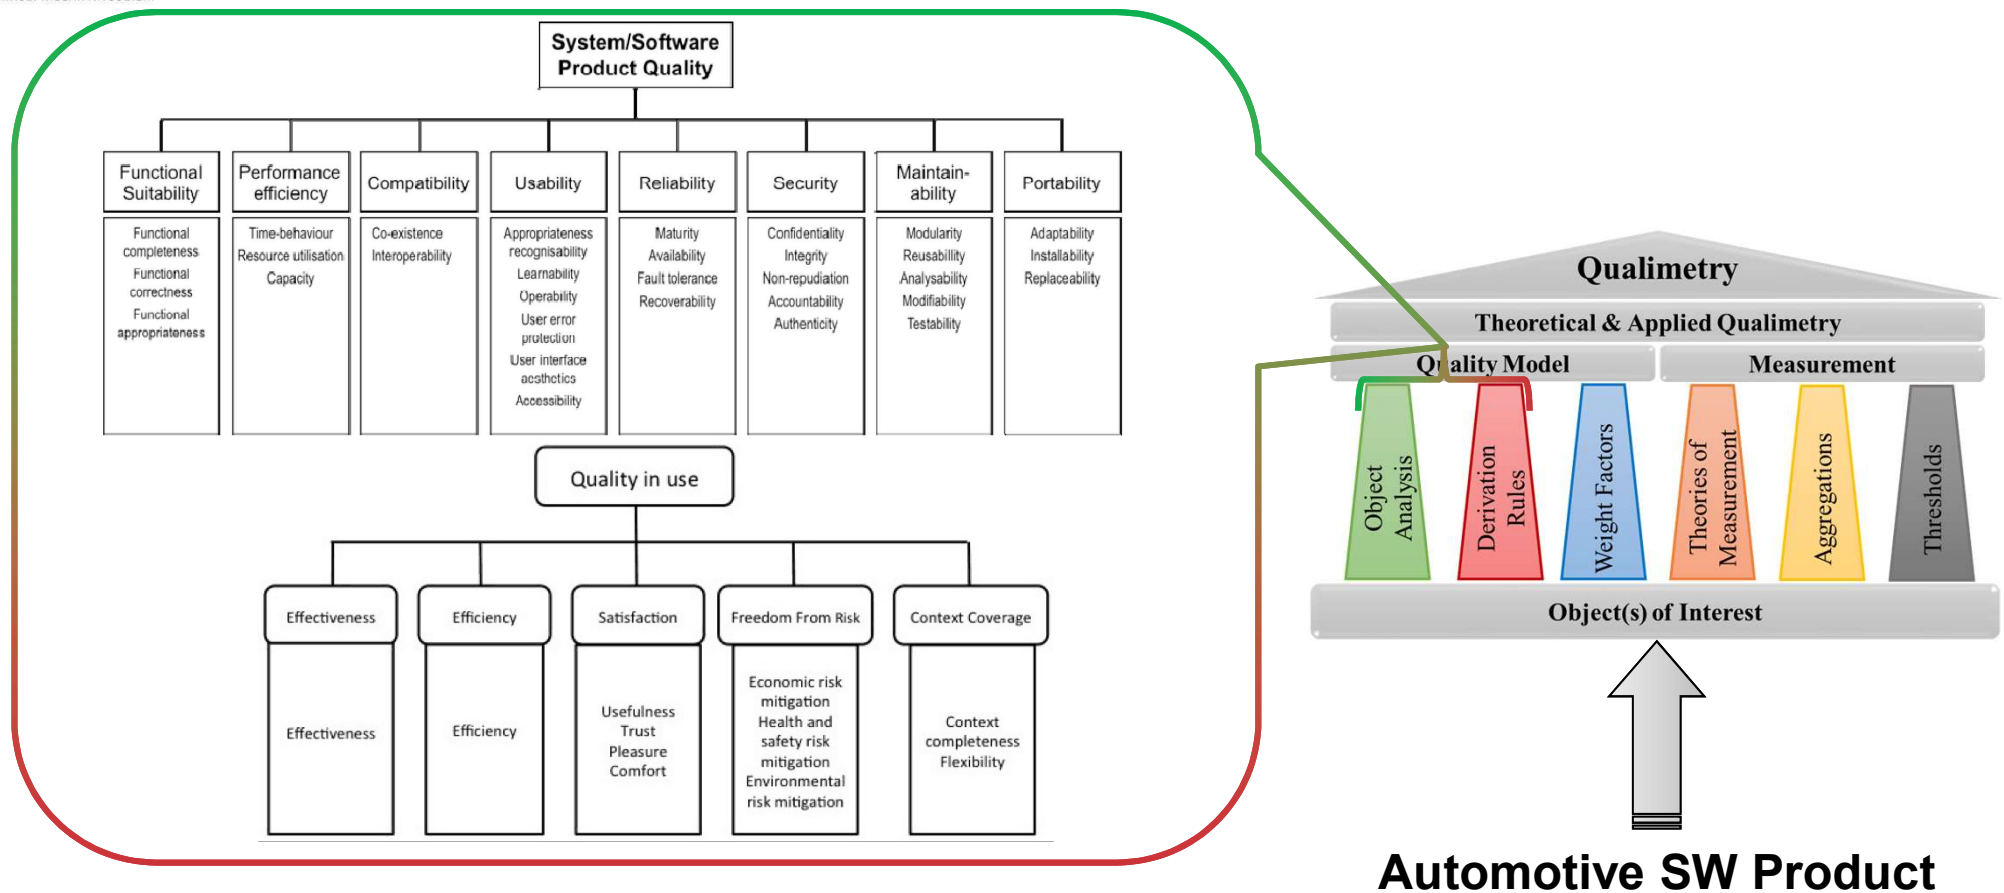 System/Software
Product Quality
Functional
Suitability
Performance
efficiency
Compatibility
Usability
Reliability
Security
Maintain-
ability
Portability
Functional
completeness
Functional
correctness
Functional
appropriateness
Time-behaviour
Resource utilisation
Capacity
Co-existence
Interoperability
Appropriateness
recognisability
Learnability
Operability
User error
protection
User interface
aesthetics
Accessibility
Maturity
Availability
Fault tolerance
Recoverability
Confidentiality
Integrity
Non-repudiation
Accountability
Authenticity
Modularity
Reusabillity
Analysability
Modifiability
Testability
Adaptability
Installability
Replaceability
Quality in use
Effectiveness
Efficiency
Satisfaction
Freedom From Risk
Context Coverage
Effectiveness
Efficiency
Usefulness
Trust
Pleasure
Comfort
Economic risk
mitigation
Health and
safety risk
mitigation
Environmental
risk mitigation
Context
completeness
Flexibility
Qualimetry
Theoretical & Applied Qualimetry
Quality Model
Measurement
Object
Analysis
Derivation
Rules
Weight Factors
Theories of
Measurement
Aggregations
Thresholds
Object(s) of Interest
Automotive SW Product